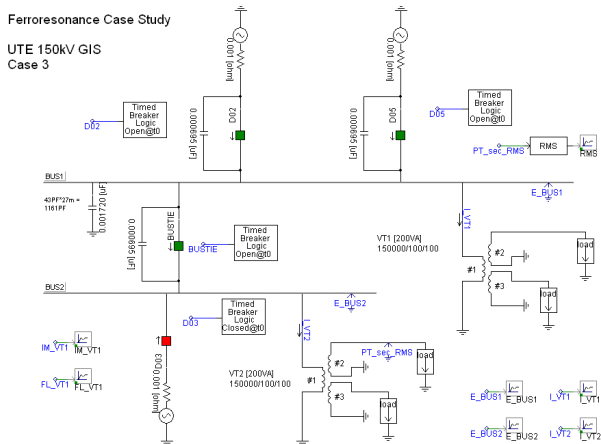 Ferroresonance Case Study
UTE 150kV GIS
Case 3
0.001 [ohm]
0.001 [ohm]
Timed
Breaker
Logic
Open@t0
D02
0.0000695 [uF]
D02
0.0000695 [uF]
D05
Timed
Breaker
Logic
Open@t0
D05
PT_sec_RMS
RMS
RMS
BUS1
E_BUS1
43PF*27m =
1161PF
0.001720 [uF]
0.0000695 [uF]
BUSTIE
BUSTIE
Timed
Breaker
Logic
Open@t0
I_VT1
VT1 [200VA]
150000/100/100
#1
#2
#3
load
load
BUS2
E_BUS2
Timed
Breaker
Logic
Closed@t0
D03
D03
0.001 [ohm]
I_VT2
VT2 [200VA]
150000/100/100
#1
#2
#3
PT_sec_RMS
load
load
IM_VT1
IM_VT1
FL_VT1
FL_VT1
E_BUS1
E_BUS1
I_VT1
I_VT1
E_BUS2
E_BUS2
I_VT2
I_VT2